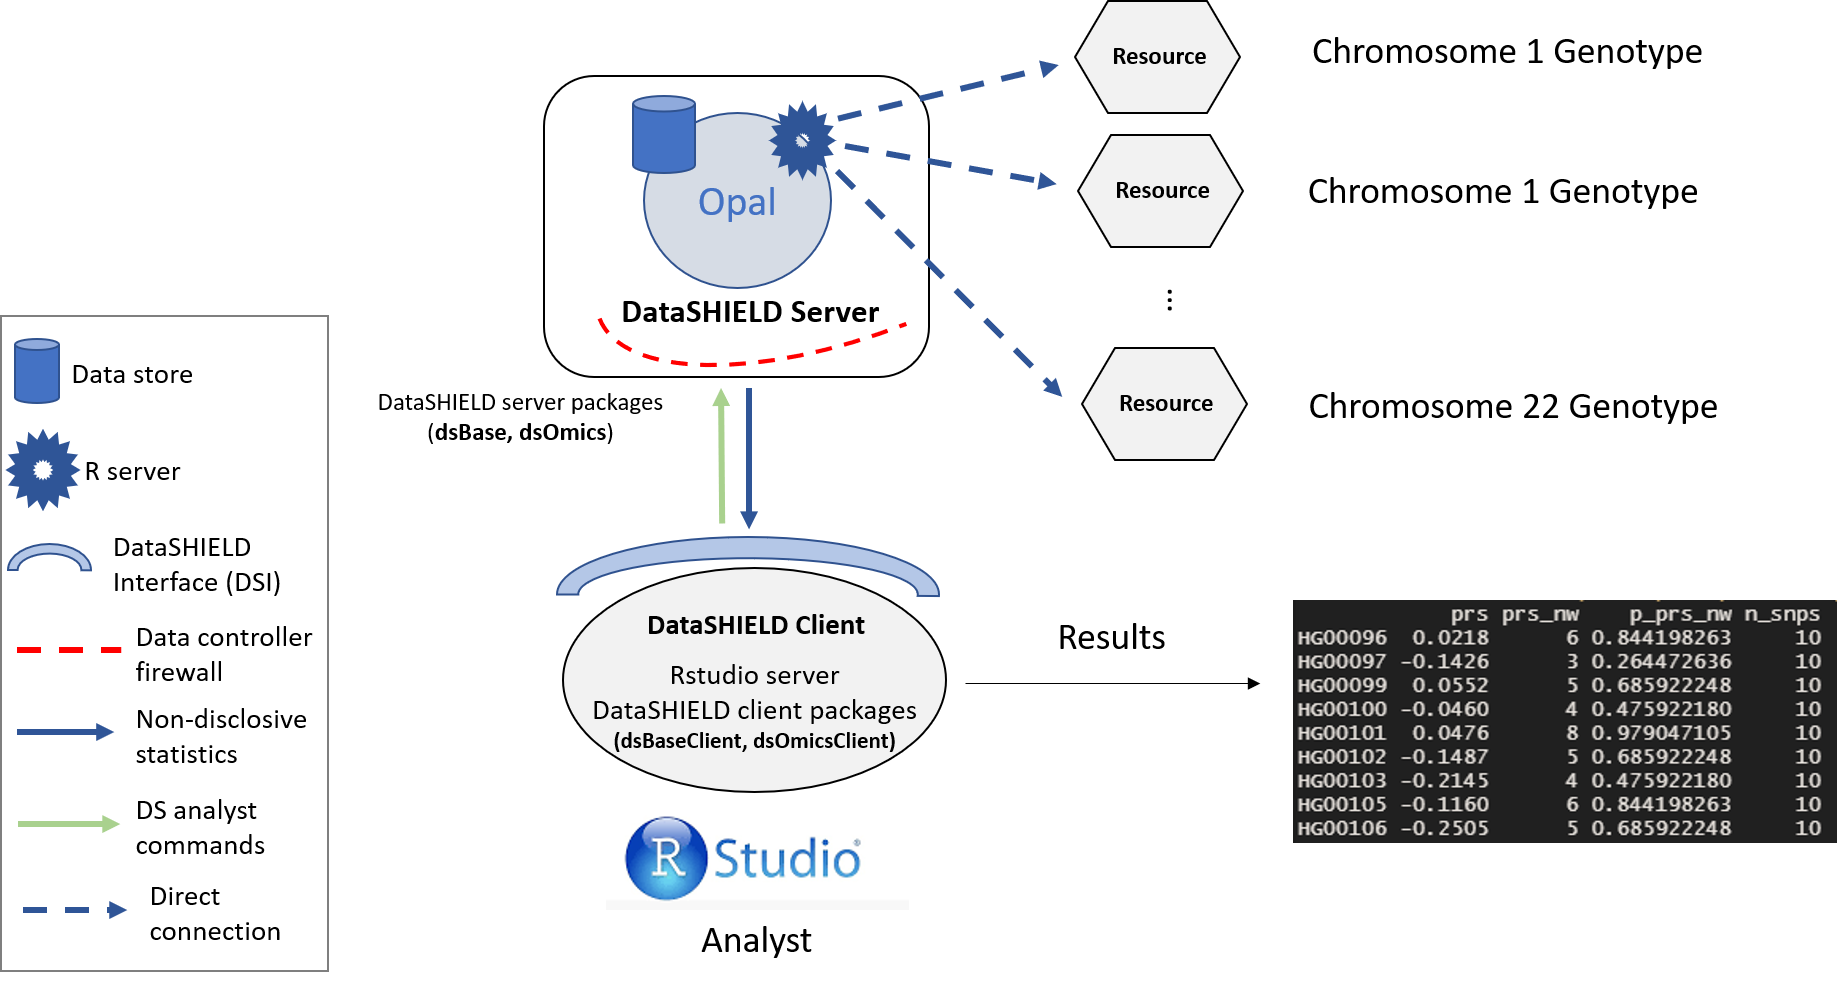 Resource
Chromosome 1 Genotype
Resource
Chromosome 1 Genotype
⋮
Resource
Chromosome 22 Genotype
Opal
DataSHIELD Server
DataSHIELD server packages
(dsBase, dsOmics)
Data store
R server
DataSHIELD
Interface (DSI)
Data controller
firewall
Non-disclosive
statistics
DS analyst
commands
Direct
connection
DataSHIELD Client
Rstudio server
DataSHIELD client packages
(dsBaseClient, dsOmicsClient)
R Studio®
Analyst
Results
prs prs_nw p_prs_nw n_snps
HG00096 0.0218 6 0.844198263 10
HG00097 -0.1426 3 0.264472636 10
HG00099 0.0552 5 0.685922248 10
HG00100 -0.0460 4 0.475922180 10
HG00101 0.0476 8 0.979047105 10
HG00102 -0.1487 5 0.685922248 10
HG00103 -0.2145 4 0.475922180 10
HG00105 -0.1160 6 0.844198263 10
HG00106 -0.2505 5 0.685922248 10